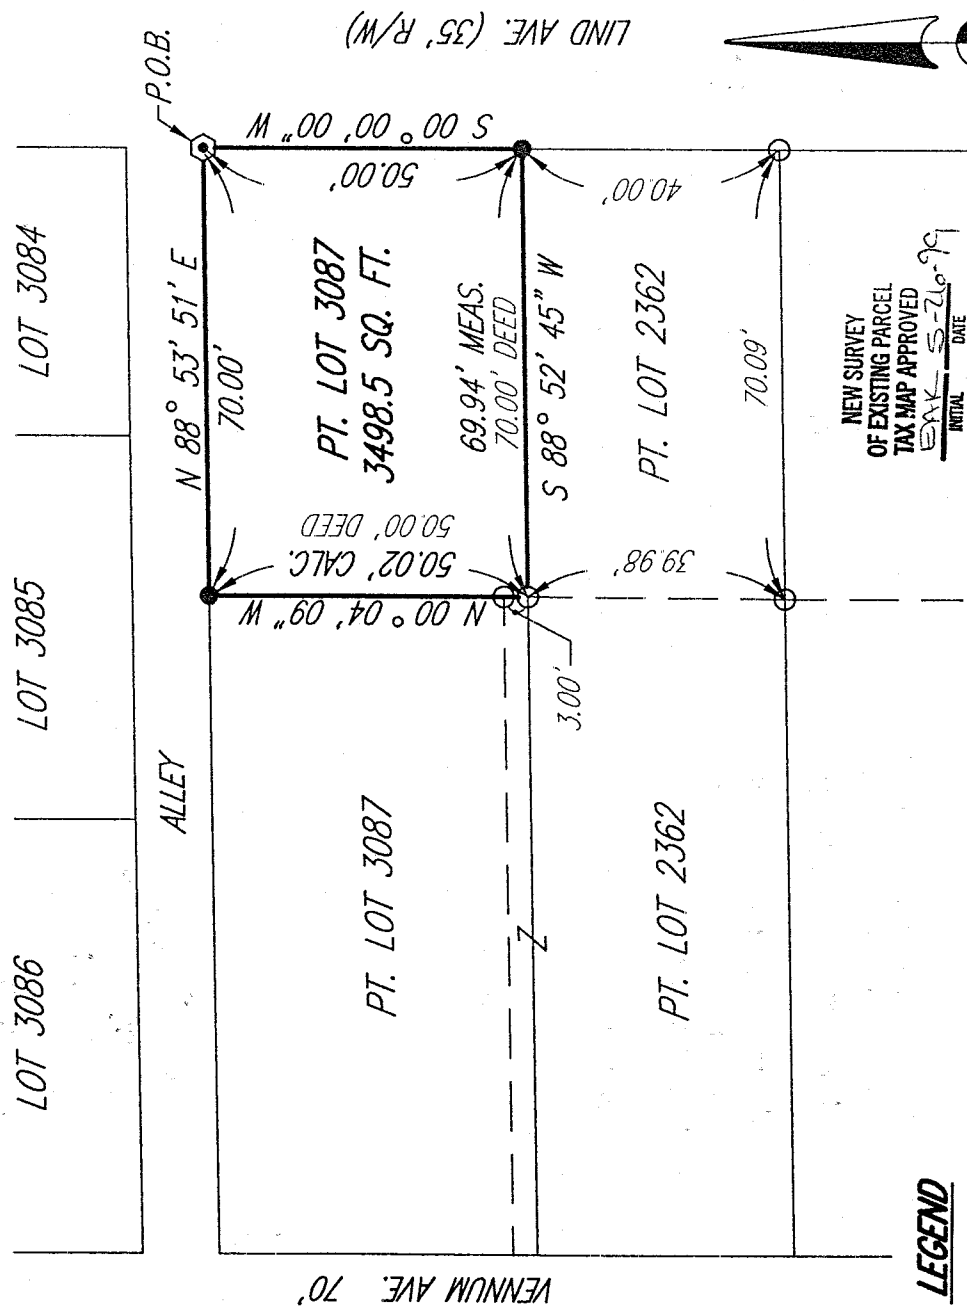 LOT 3086
LOT 3085
LOT 3084
ALLEY
P.O.B.
LIND AVE. (35' R/W)
VENNUM AVE. 70'
N 88° 53' 51" E
70.00'
S 00° 00' 00" W
50.00'
PT. LOT 3087
3498.5 SQ. FT.
69.94' MEAS.
70.00' DEED
S 88° 52' 45" W
50.00' DEED
50.02' CALC.
N 00° 04' 09" W
3.00'
40.00'
39.98'
PT. LOT 2362
70.09'
PT. LOT 3087
Z
PT. LOT 2362
NEW SURVEY
OF EXISTING PARCEL
TAX MAP APPROVED
EAK 5-26-99
INITIAL DATE
LEGEND